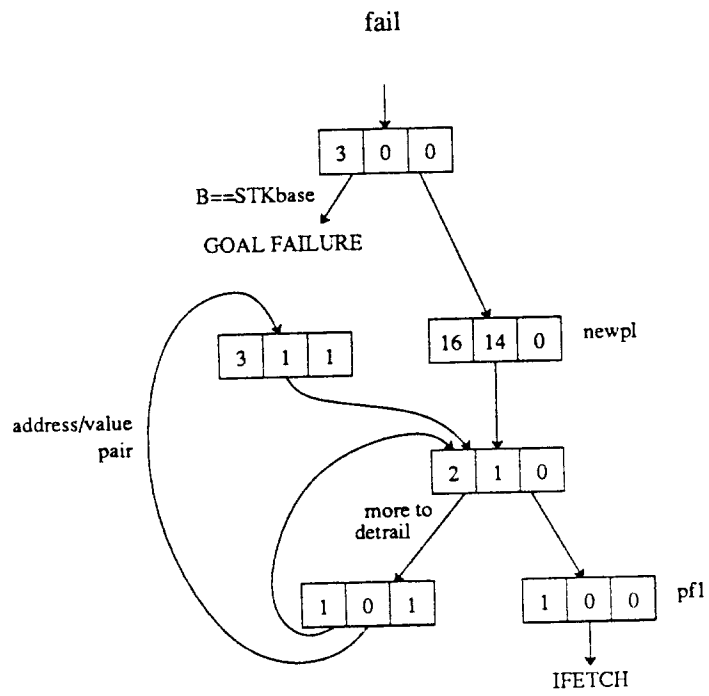 fail
3 0 0
B==STKbase
GOAL FAILURE
16 14 0 newpl
3 1 1
address/value
pair
2 1 0
more to
detrail
1 0 1
1 0 0 pf1
IFETCH